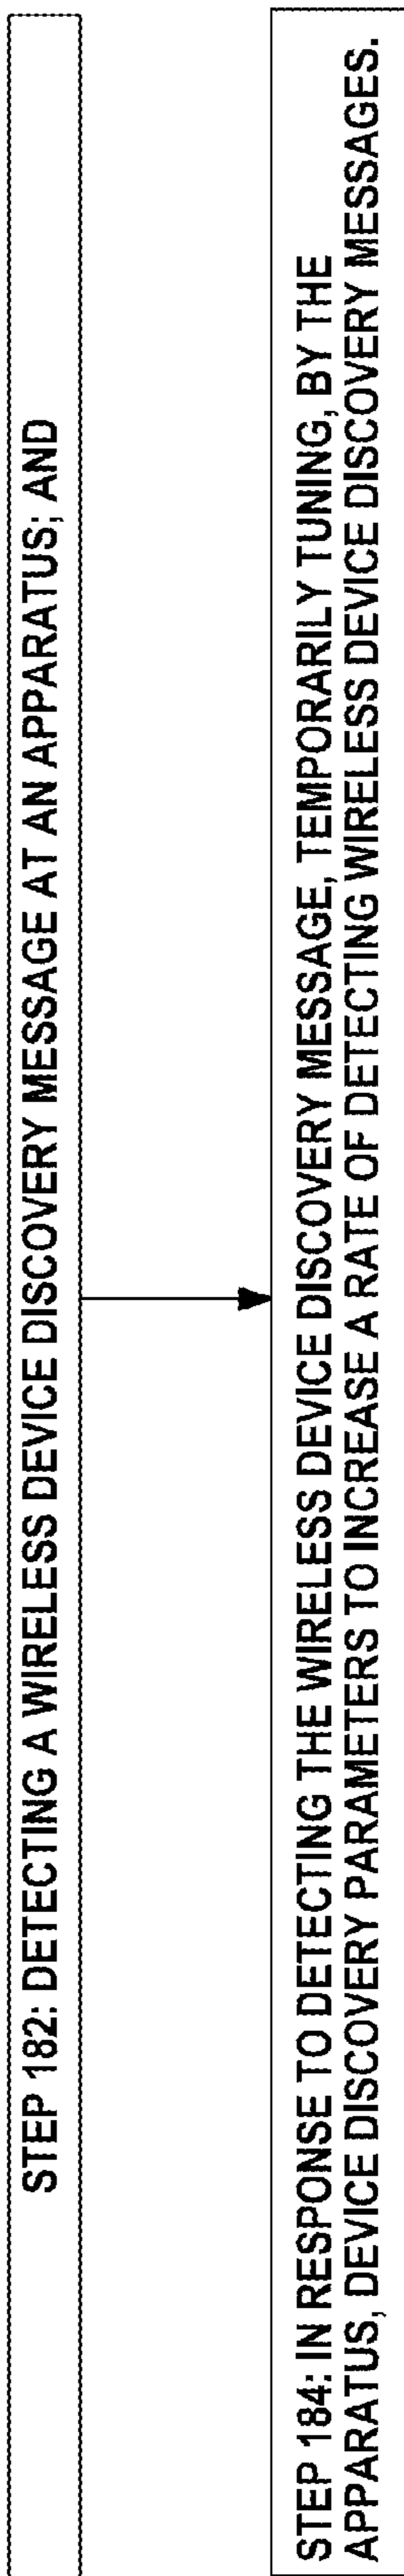 STEP 182: DETECTING A WIRELESS DEVICE DISCOVERY MESSAGE AT AN APPARATUS; AND
STEP 184: IN RESPONSE TO DETECTING THE WIRELESS DEVICE DISCOVERY MESSAGE, TEMPORARILY TUNING, BY THE
APPARATUS, DEVICE DISCOVERY PARAMETERS TO INCREASE A RATE OF DETECTING WIRELESS DEVICE DISCOVERY MESSAGES.